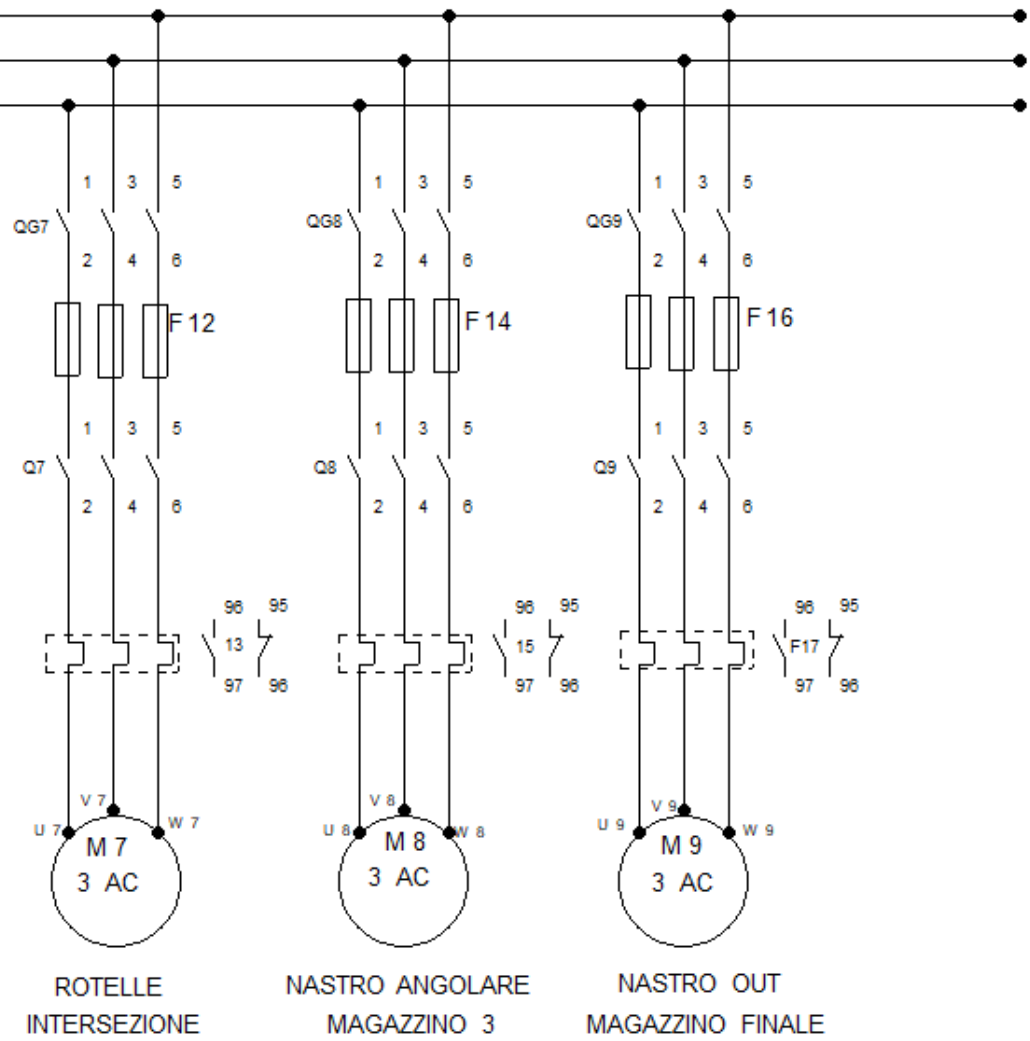 1 3 5 1 3 5 1 3 5
QG7 QG8 QG9
2 4 6 2 4 6 2 4 6
F 12 F 14 F 16
1 3 5 1 3 5 1 3 5
Q7 Q8 Q9
2 4 6 2 4 6 2 4 6
96 95 96 95 96 95
13 15 F17
97 96 97 96 97 96
V 7 V 8 V 9
U 7 W 7 U 8 W 8 U 9 W 9
M 7 M 8 M 9
3 AC 3 AC 3 AC
ROTELLE NASTRO ANGOLARE NASTRO OUT
INTERSEZIONE MAGAZZINO 3 MAGAZZINO FINALE